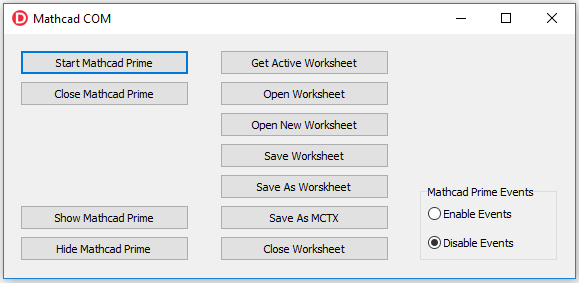 Mathcad COM
Start Mathcad Prime
Get Active Worksheet
Close Mathcad Prime
Open Worksheet
Open New Worksheet
Save Worksheet
Save As Worskheet
Mathcad Prime Events
Show Mathcad Prime
Save As MCTX
Enable Events
Hide Mathcad Prime
Close Worksheet
Disable Events